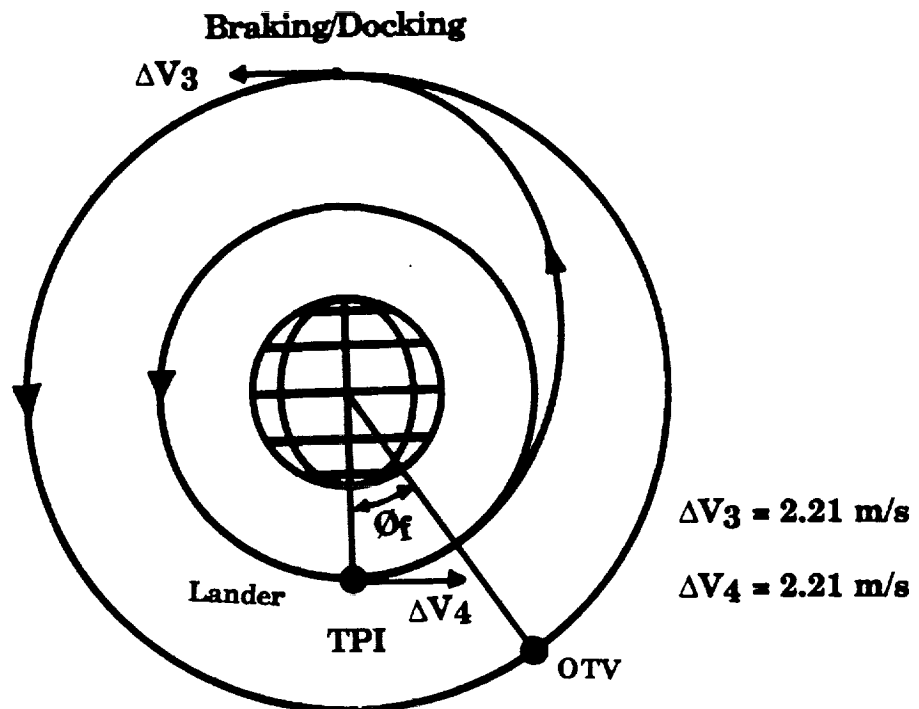 Braking/Docking
ΔV3
Øf
ΔV3 = 2.21 m/s
Lander
ΔV4
ΔV4 = 2.21 m/s
TPI
OTV